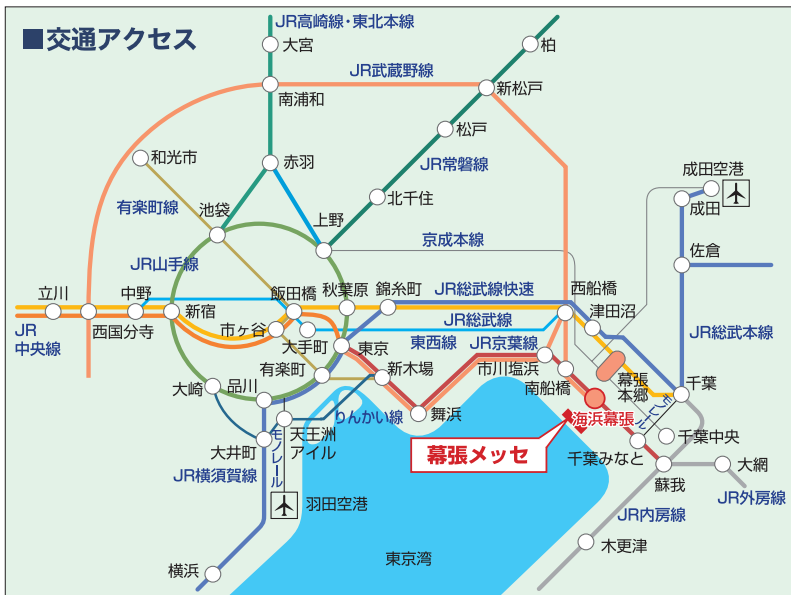 ■交通アクセス
JR高崎線・東北本線
大宮
柏
JR武蔵野線
南浦和
新松戸
松戸
和光市
赤羽
JR常磐線
北千住
成田空港
成田
有楽町線
池袋
上野
京成本線
佐倉
JR山手線
立川
中野
新宿
飯田橋
秋葉原
錦糸町
JR総武線快速
西船橋
津田沼
JR
中央線
西国分寺
市ヶ谷
大手町
東京
JR総武線
東西線
JR京葉線
JR総武本線
有楽町
新木場
市川塩浜
南船橋
幕張
本郷
千葉
大崎
品川
りんかい線
舞浜
海浜幕張
モノレール
千葉中央
天王洲
アイル
大井町
モノレール
幕張メッセ
千葉みなと
大網
蘇我
JR横須賀線
羽田空港
JR外房線
JR内房線
木更津
東京湾
横浜